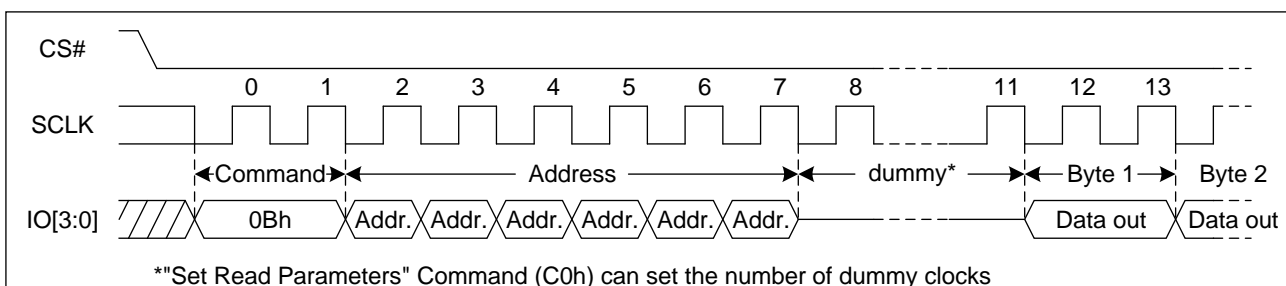 CS#
0 1 2 3 4 5 6 7 8 11 12 13
SCLK
Command Address dummy* Byte 1 Byte 2
IO[3:0] 0Bh Addr. Addr. Addr. Addr. Addr. Addr. Data out Data out
*"Set Read Parameters" Command (C0h) can set the number of dummy clocks